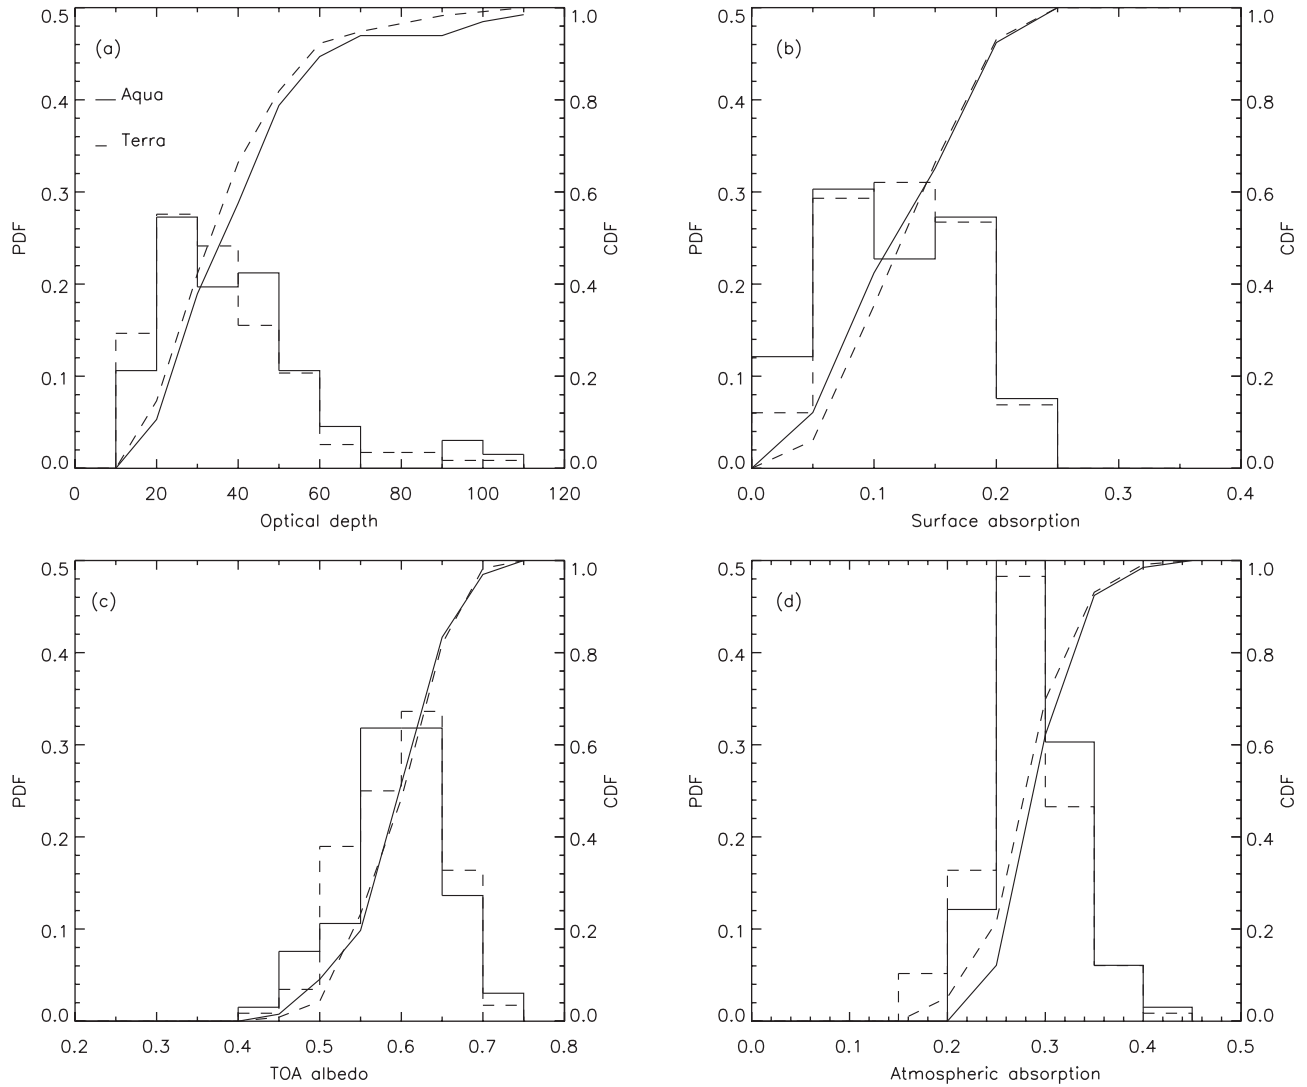 0.5 1.0 0.5 1.0
(a) (b)
Aqua
0.4 0.8 0.4 0.8
Terra
0.3 0.6 0.3 0.6
PDF CDF PDF CDF
0.2 0.4 0.2 0.4
0.1 0.2 0.1 0.2
0.0 0.0 0.0 0.0
0 20 40 60 80 100 120 0.0 0.1 0.2 0.3 0.4
Optical depth Surface absorption
0.5 1.0 0.5 1.0
(c) (d)
0.4 0.8 0.4 0.8
0.3 0.6 0.3 0.6
PDF CDF PDF CDF
0.2 0.4 0.2 0.4
0.1 0.2 0.1 0.2
0.0 0.0 0.0 0.0
0.2 0.3 0.4 0.5 0.6 0.7 0.8 0.0 0.1 0.2 0.3 0.4 0.5
TOA albedo Atmospheric absorption